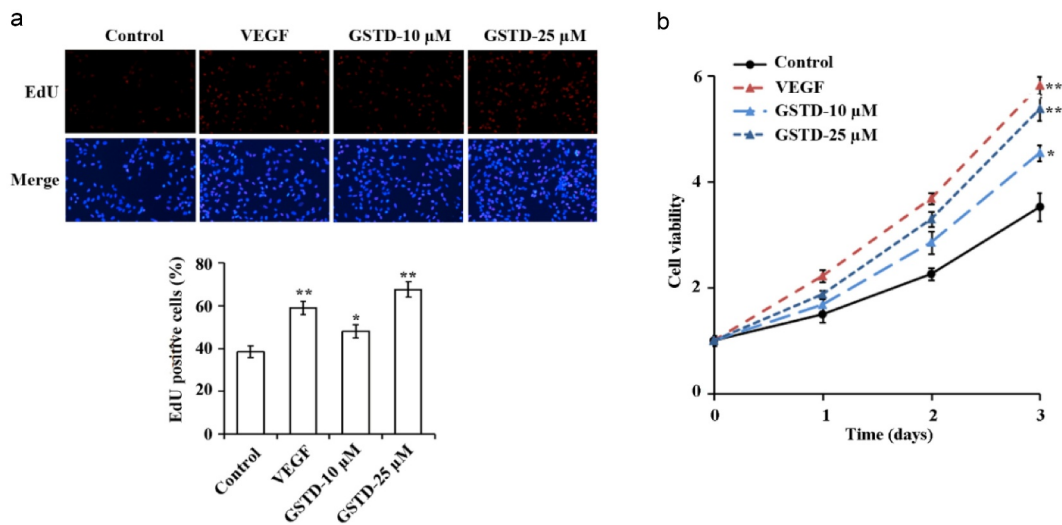 a
Control VEGF GSTD-10 μM GSTD-25 μM
EdU
Merge
EdU positive cells (%)
80
60
40
20
0
**
*
**
Control
VEGF
GSTD-10 μM
GSTD-25 μM
b
Control
VEGF
GSTD-10 μM
GSTD-25 μM
Cell viability
6
4
2
0
**
**
*
0 1 2 3
Time (days)